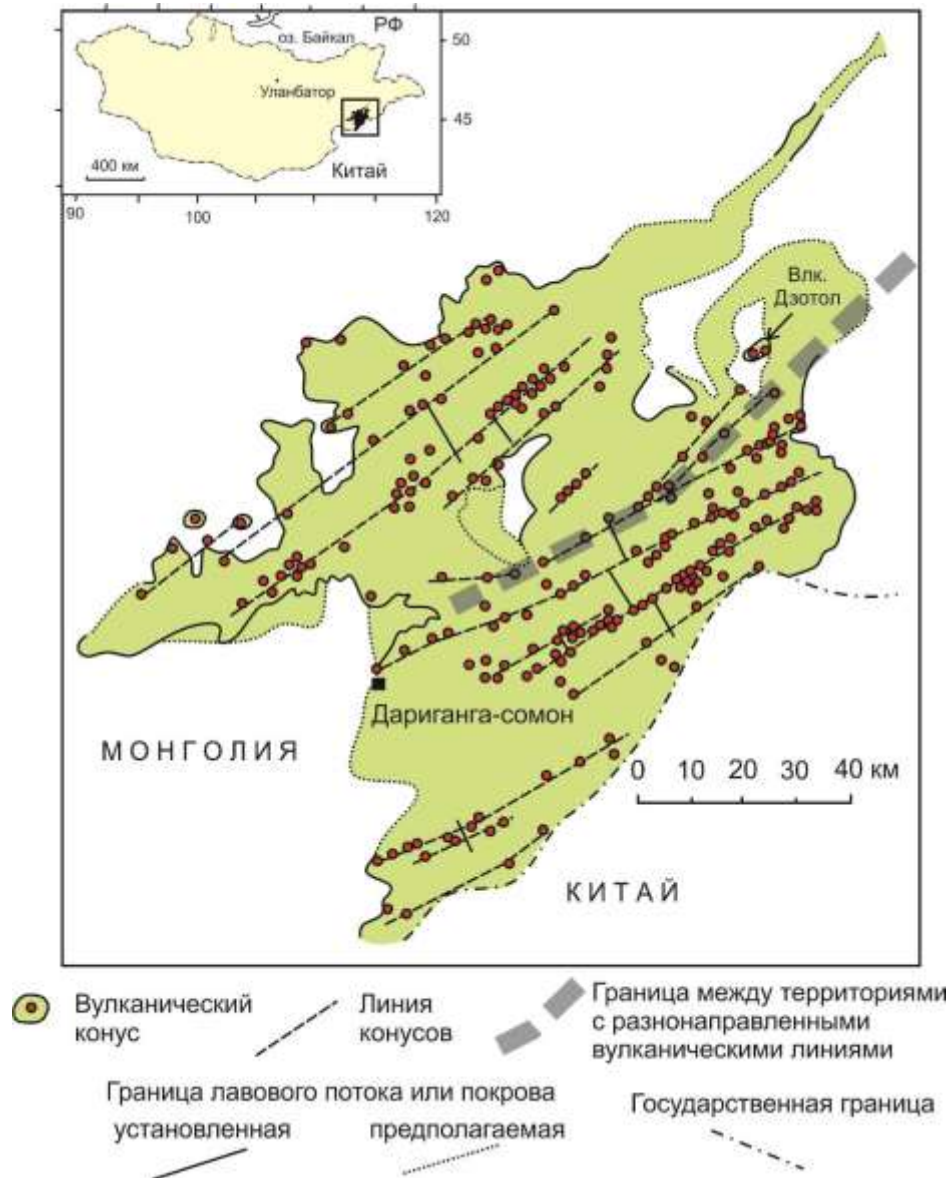 РФ
оз. Байкал
50
Уланбатор
45
400 км
Китай
90
100
120
Влк.
Дзотол
Дариганга-сомон
МОНГОЛИЯ
0 10 20 30 40 км
КИТАЙ
Вулканический
конус
Линия
конусов
Граница между территориями
с разнонаправленными
вулканическими линиями
Граница лавового потока или покрова
установленная
предполагаемая
Государственная граница